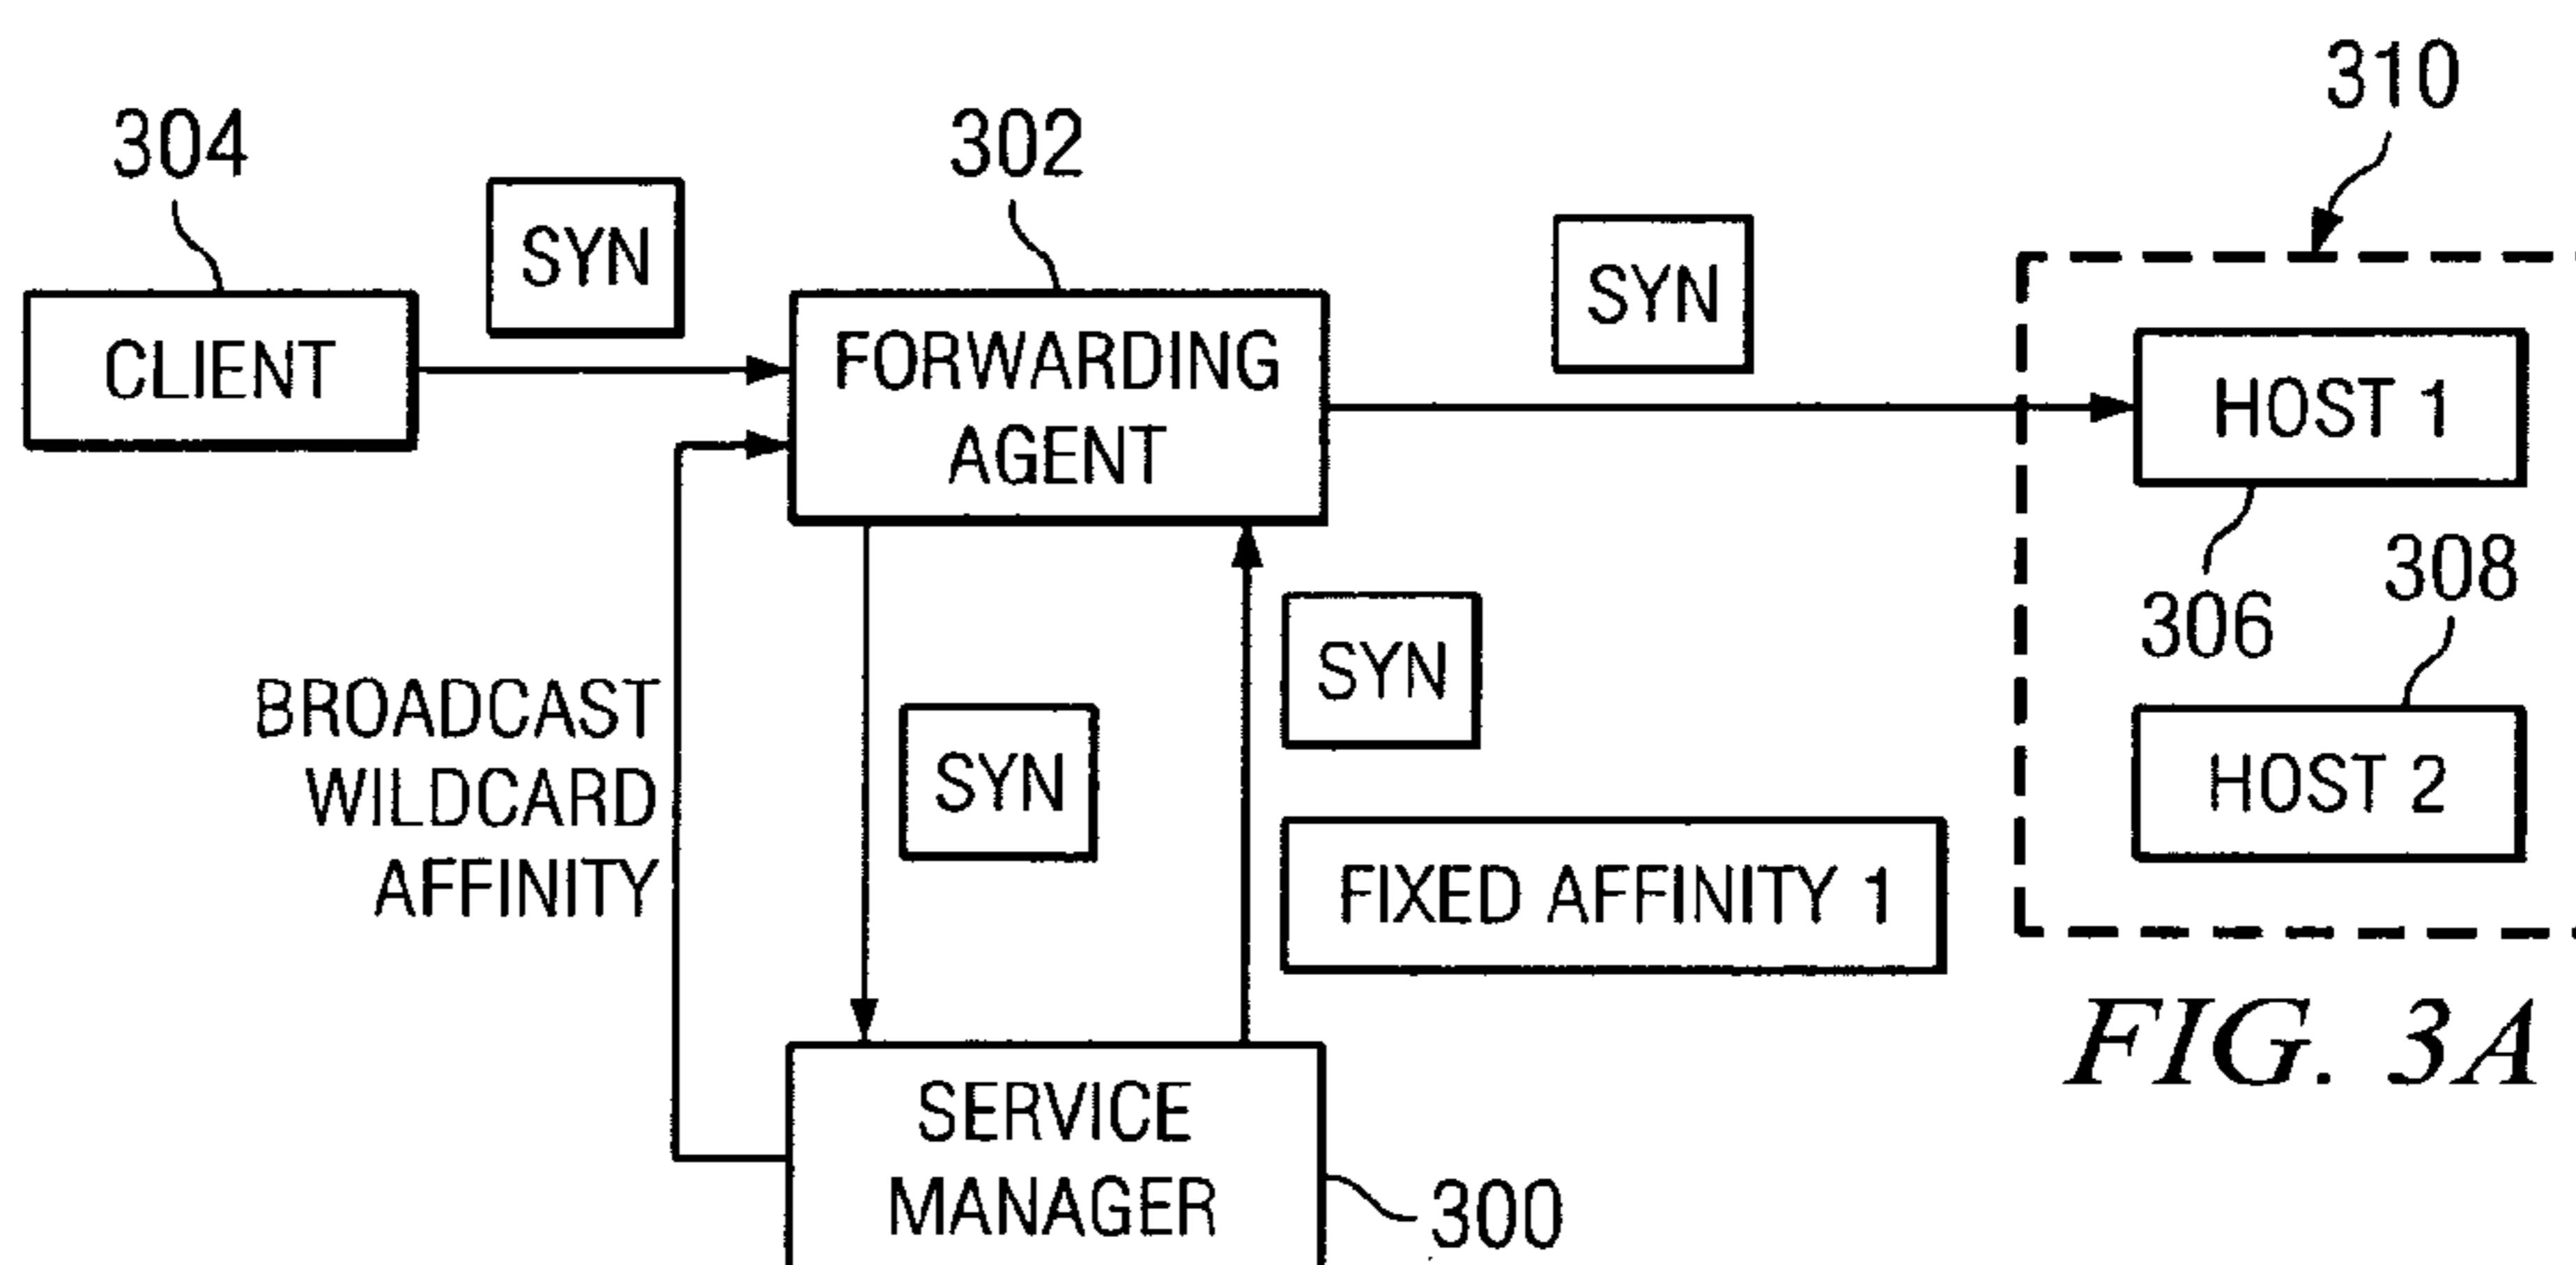 310
304
302
SYN
SYN
CLIENT
FORWARDING
AGENT
HOST 1
308
306
SYN
BROADCAST
WILDCARD
AFFINITY
SYN
HOST 2
FIXED AFFINITY 1
FIG. 3A
SERVICE
MANAGER
300